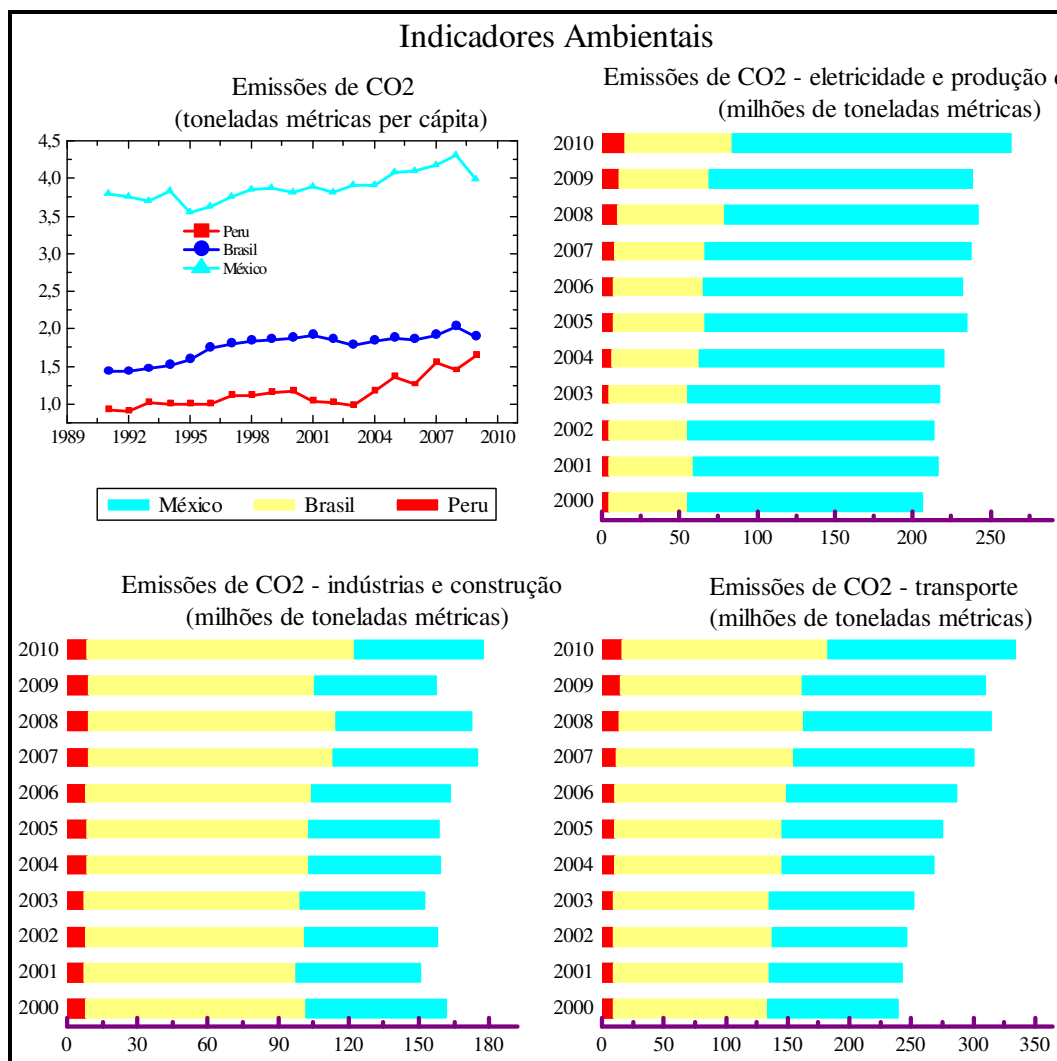 Indicadores Ambientais
Emissões de CO2
(toneladas métricas per cápita)
4,5
4,0
3,5
3,0
2,5
2,0
1,5
1,0
Peru
Brasil
México
1989 1992 1995 1998 2001 2004 2007 2010
México Brasil Peru
Emissões de CO2 - eletricidade e produção
(milhões de toneladas métricas)
2010
2009
2008
2007
2006
2005
2004
2003
2002
2001
2000
0 50 100 150 200 250
Emissões de CO2 - indústrias e construção
(milhões de toneladas métricas)
2010
2009
2008
2007
2006
2005
2004
2003
2002
2001
2000
0 30 60 90 120 150 180
Emissões de CO2 - transporte
(milhões de toneladas métricas)
2010
2009
2008
2007
2006
2005
2004
2003
2002
2001
2000
0 50 100 150 200 250 300 350